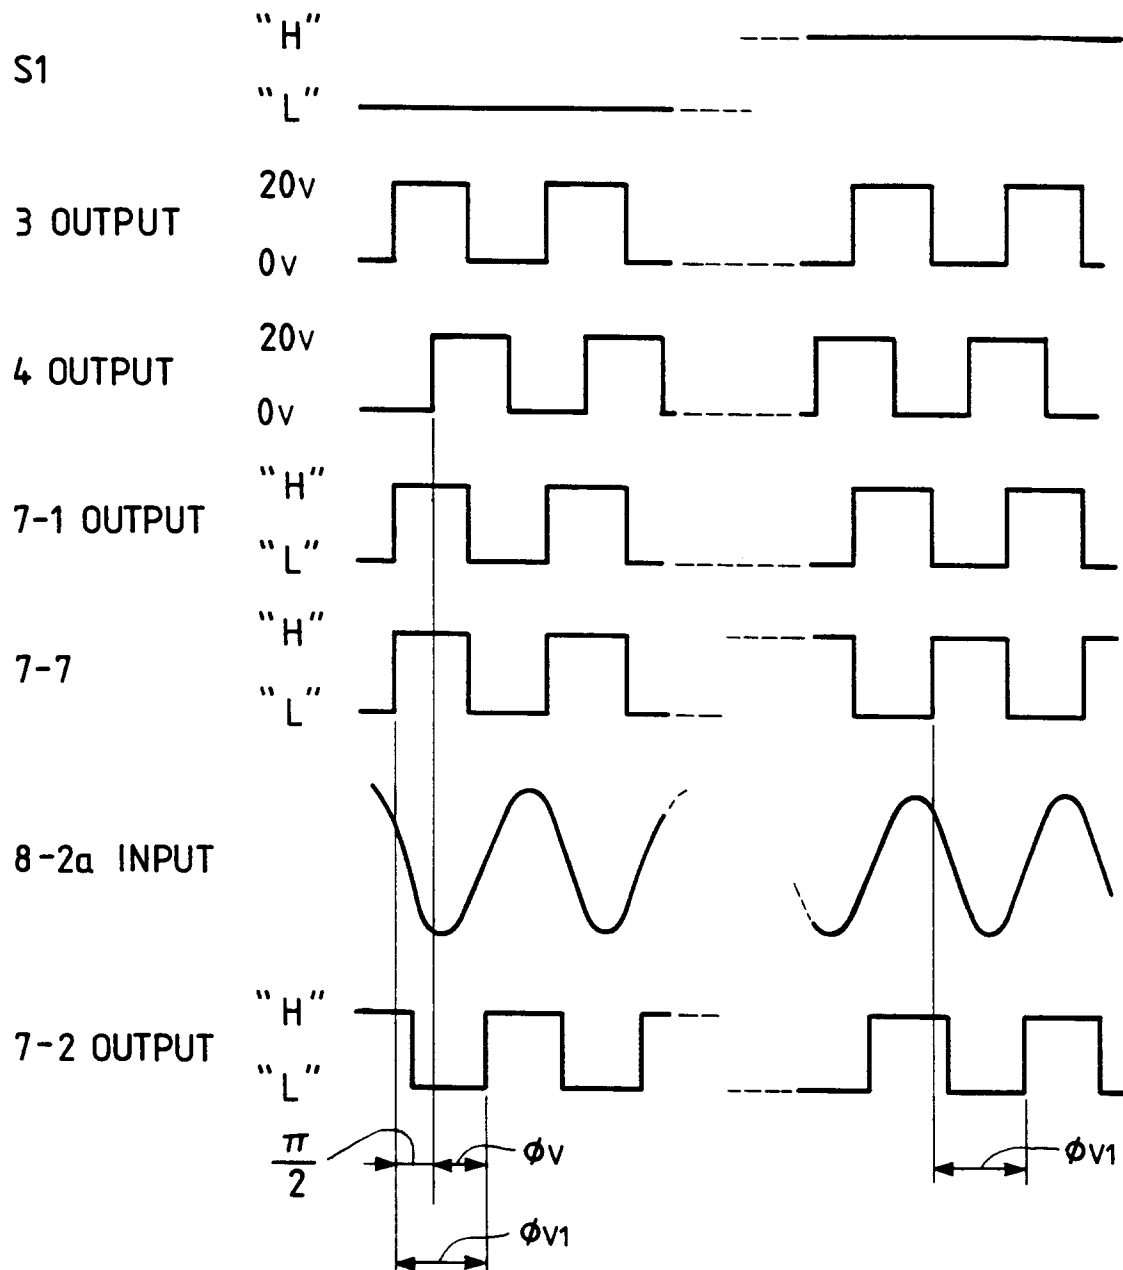 S1
“H”
“L”
3 OUTPUT
20V
0V
4 OUTPUT
20V
0V
7-1 OUTPUT
“H”
“L”
7-7
“H”
“L”
8-2a INPUT
7-2 OUTPUT
“H”
“L”
π
2
ϕV
ϕV1
ϕV1